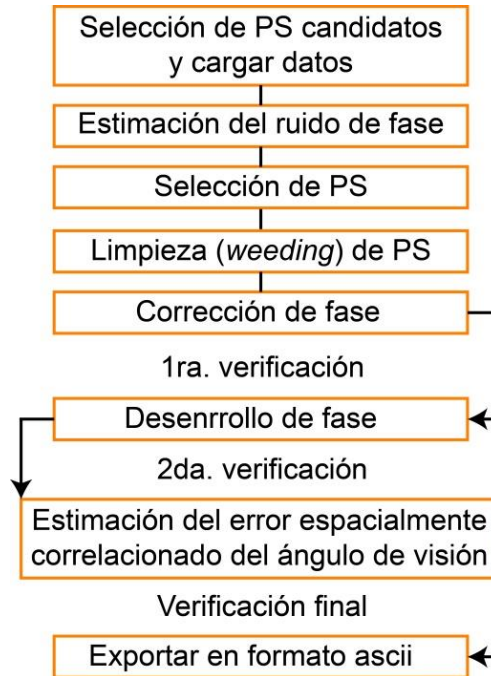 Selección de PS candidatos
y cargar datos
Estimación del ruido de fase
Selección de PS
Limpieza (weeding) de PS
Corrección de fase
1ra. verificación
Desenrrollo de fase
2da. verificación
Estimación del error espacialmente
correlacionado del ángulo de visión
Verificación final
Exportar en formato ascii